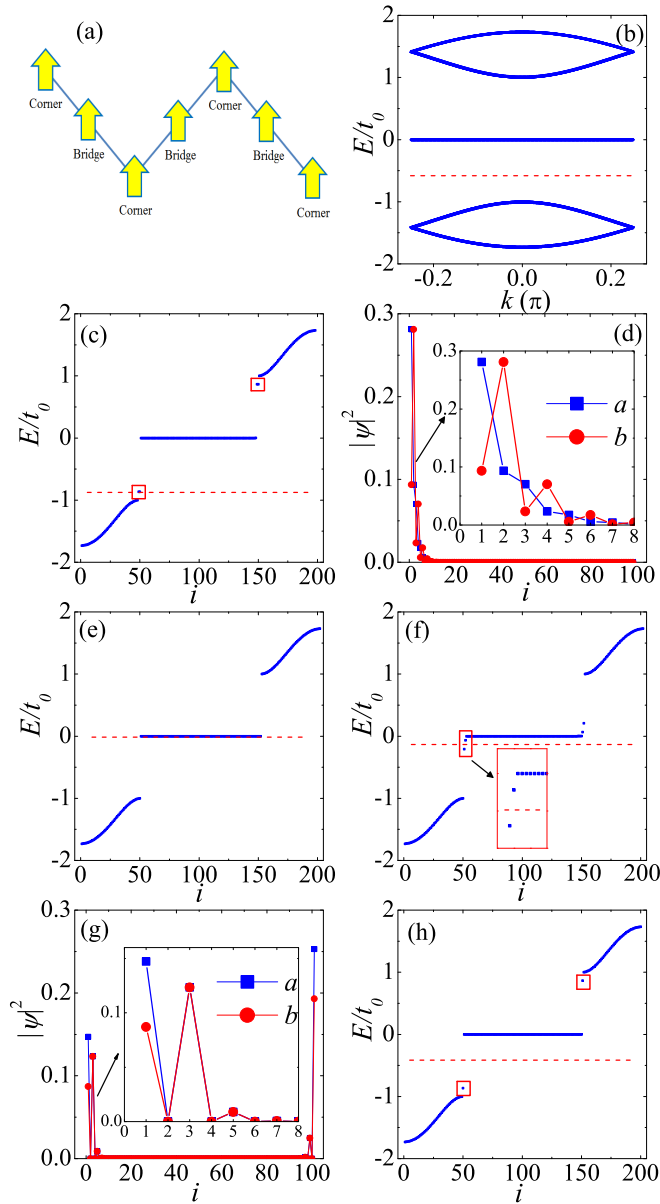 (a)
Corner
Corner
Bridge
Bridge
Bridge
Corner
Corner
(b)
2
1
0
-1
-2
E/t0
-0.2
0.0
0.2
k (π)
(c)
2
1
0
-1
-2
E/t0
0
50
100
150
200
i
(d)
0.3
0.2
0.1
0.0
|ψ|²
0
20
40
60
80
100
i
0.3
0.2
0.1
0.0
0 1 2 3 4 5 6 7 8
a
b
(e)
2
1
0
-1
-2
E/t0
0
50
100
150
200
i
(f)
2
1
0
-1
-2
E/t0
0
50
100
150
200
i
(g)
0.3
0.2
0.1
0.0
|ψ|²
0
20
40
60
80
100
i
0.1
0.0
0 1 2 3 4 5 6 7 8
a
b
(h)
2
1
0
-1
-2
E/t0
0
50
100
150
200
i